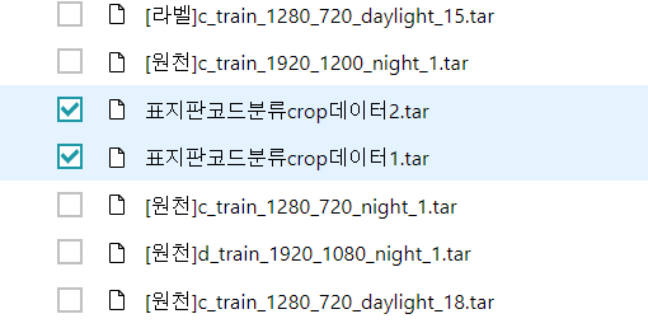 [라벨]c_train_1280_720_daylight_15.tar
[원천]c_train_1920_1200_night_1.tar
표지판코드분류crop데이터2.tar
표지판코드분류crop데이터1.tar
[원천]c_train_1280_720_night_1.tar
[원천]d_train_1920_1080_night_1.tar
[원천]c_train_1280_720_daylight_18.tar